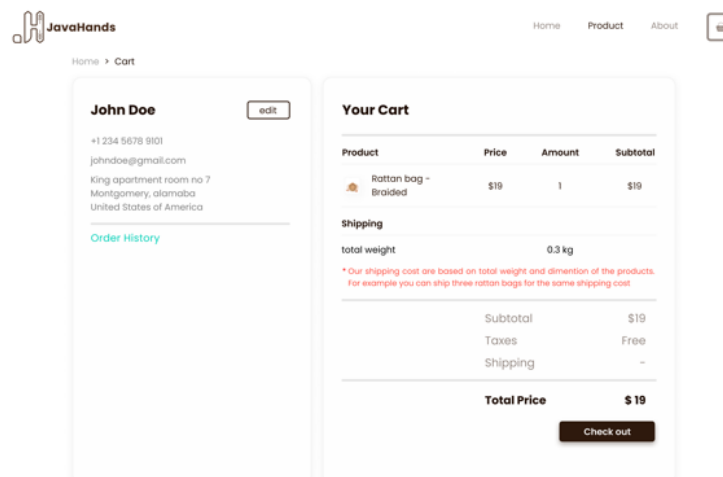 JavaHands
Home Product About
Home > Cart
John Doe
edit
+1 234 5678 9101
johndoe@gmail.com
King apartment room no 7
Montgomery, alamaba
United States of America
Order History
Your Cart
Product Price Amount Subtotal
Rattan bag -
Braided
$19 1 $19
Shipping
total weight 0.3 kg
* Our shipping cost are based on total weight and dimention of the products.
For example you can ship three rattan bags for the same shipping cost
Subtotal $19
Taxes Free
Shipping -
Total Price $ 19
Check out